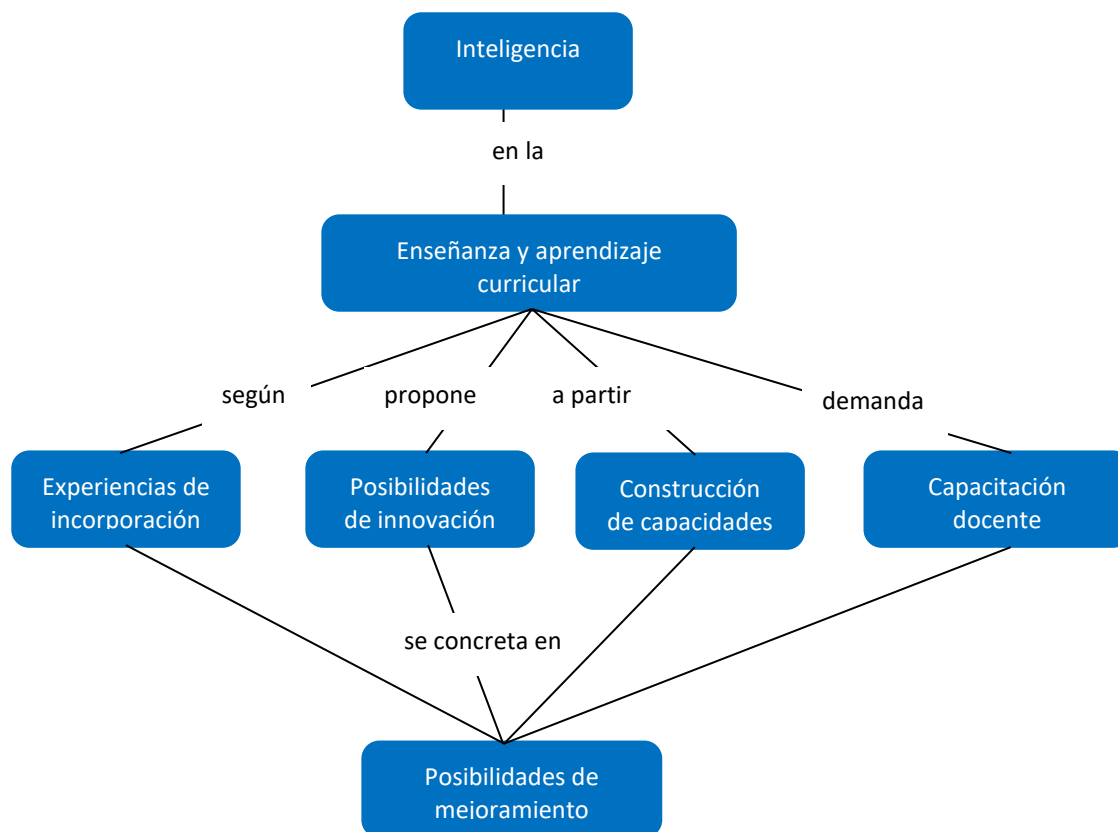 Inteligencia
en la
Enseñanza y aprendizaje
curricular
según
propone
a partir
demanda
Experiencias de
incorporación
Posibilidades
de innovación
Construcción
de capacidades
Capacitación
docente
se concreta en
Posibilidades de
mejoramiento